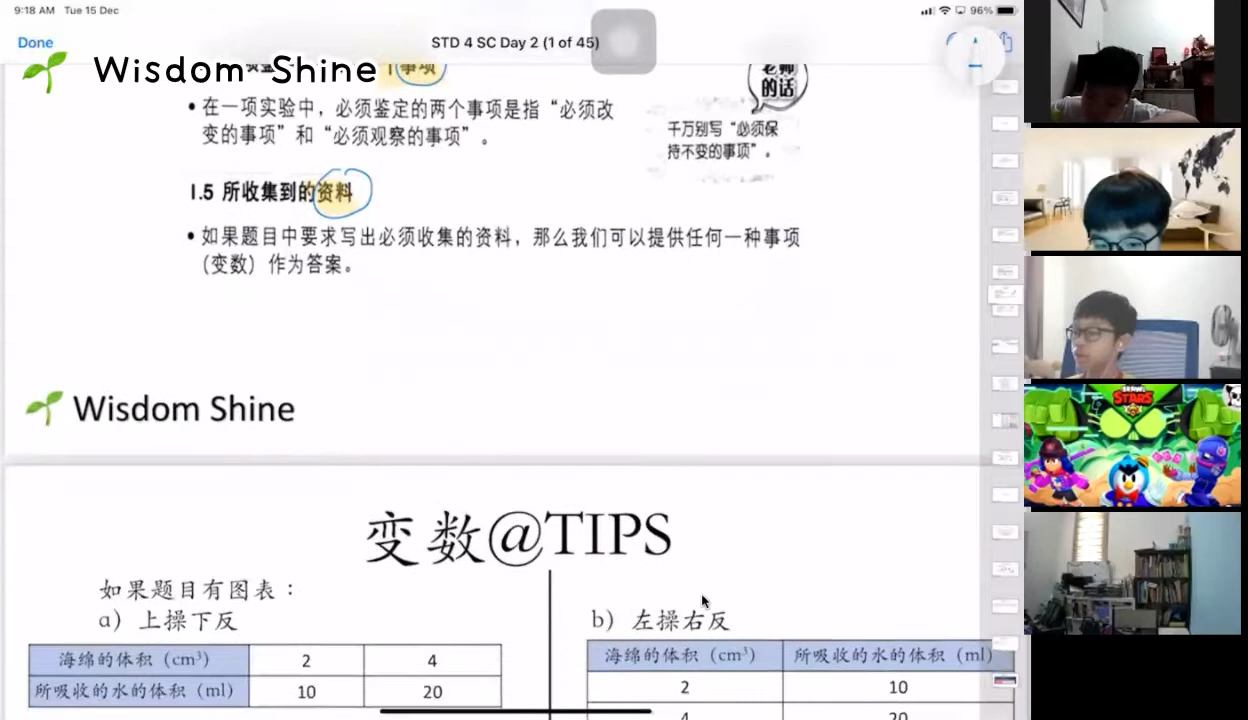 9:18 AM Tue 15 Dec
96%
Done
STD 4 SC Day 2 (1 of 45)
Wisdom Shine
事项
老师
的话
• 在一项实验中，必须鉴定的两个事项是指“必须改
变的事项”和“必须观察的事项”。
千万别写“必须保
持不变的事项”。
1.5 所收集到的资料
• 如果题目中要求写出必须收集的资料，那么我们可以提供任何一种事项
(变数) 作为答案。
Wisdom Shine
变数@TIPS
如果题目有图表：
a) 上操下反
海绵的体积 (cm³) 2 4
所吸收的水的体积 (ml) 10 20
b) 左操右反
海绵的体积 (cm³) 所吸收的水的体积 (ml)
2 10
4 20
BRAWL
STARS